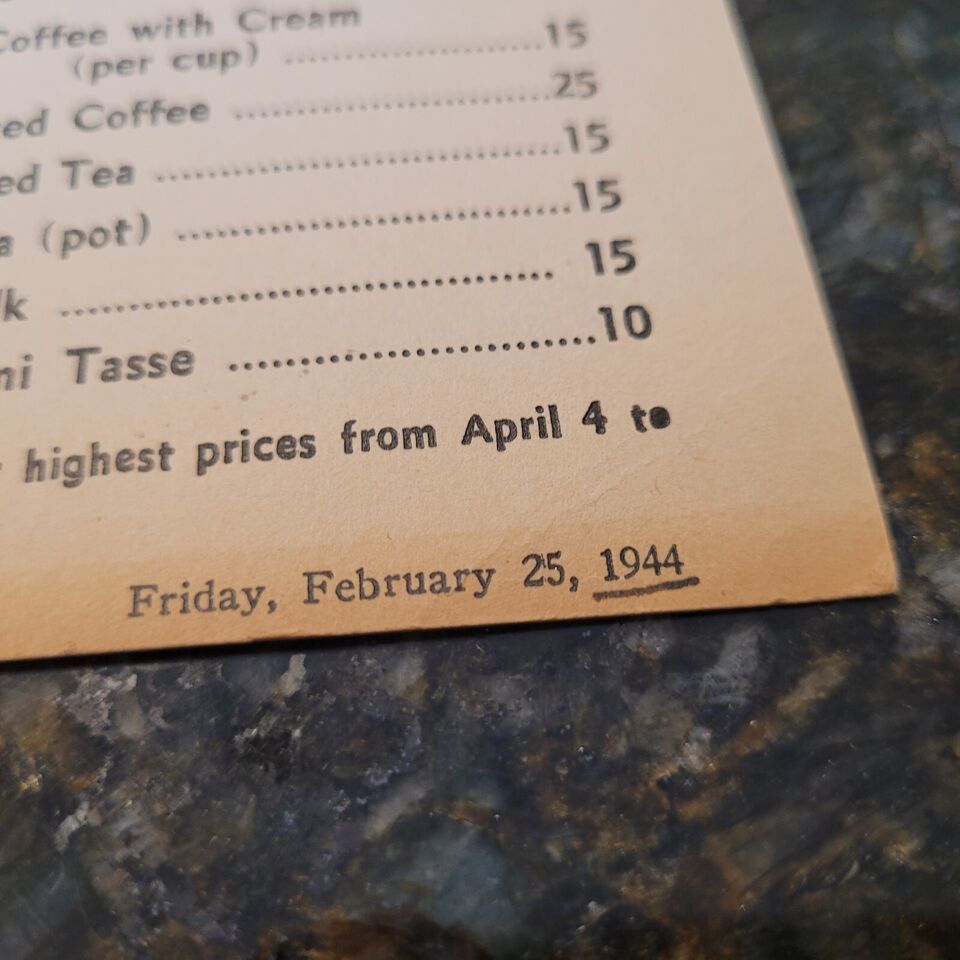 Coffee with Cream
(per cup) ..............................15
ed Coffee ......................................25
ed Tea .................................................15
(pot) ..............................................15
k .......................................................... 15
mi Tasse ..........................................10
highest prices from April 4 to
Friday, February 25, 1944